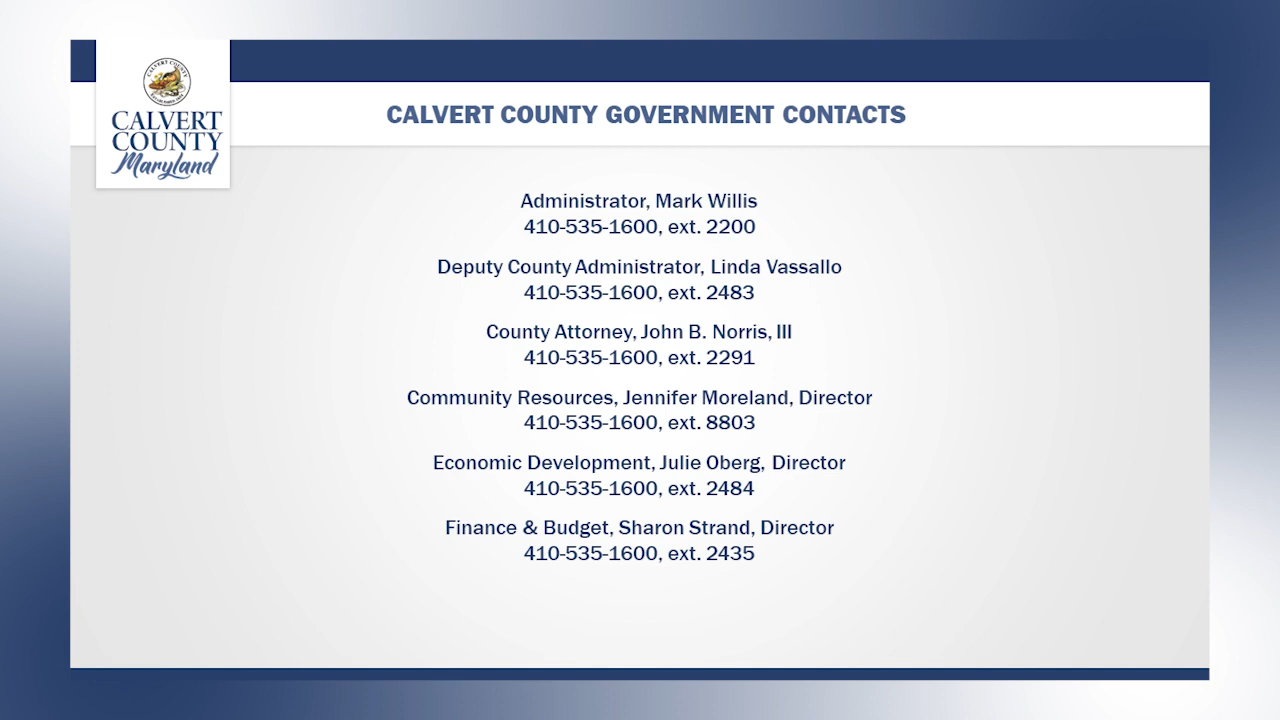 CALVERT COUNTY
CALVERT
COUNTY
Maryland
CALVERT COUNTY GOVERNMENT CONTACTS
Administrator, Mark Willis
410-535-1600, ext. 2200
Deputy County Administrator, Linda Vassallo
410-535-1600, ext. 2483
County Attorney, John B. Norris, III
410-535-1600, ext. 2291
Community Resources, Jennifer Moreland, Director
410-535-1600, ext. 8803
Economic Development, Julie Oberg, Director
410-535-1600, ext. 2484
Finance & Budget, Sharon Strand, Director
410-535-1600, ext. 2435